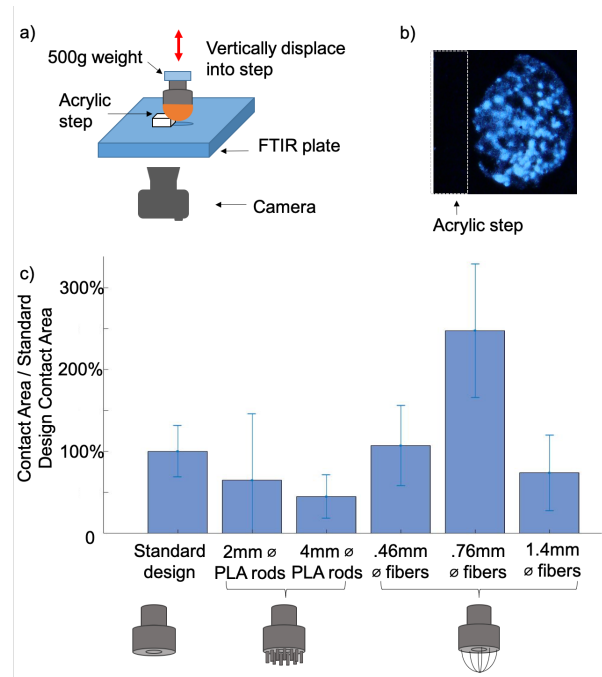 a)
500g weight
Vertically displace
into step
Acrylic
step
FTIR plate
Camera
b)
Acrylic step
c)
Contact Area / Standard
Design Contact Area
300%
200%
100%
0
Standard
design
2mm ⌀
PLA rods
4mm ⌀
PLA rods
.46mm
⌀ fibers
.76mm
⌀ fibers
1.4mm
⌀ fibers